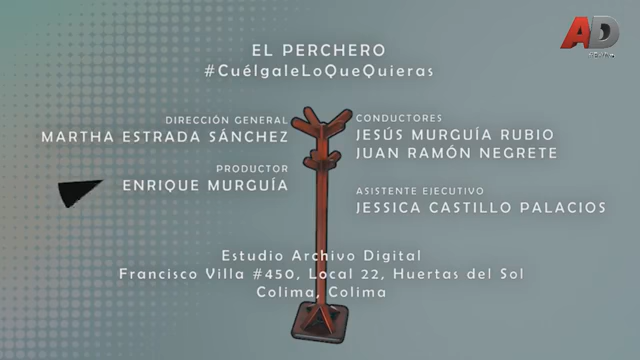 EL PERCHERO
#CuélgaleLoQueQuieras
DIRECCIÓN GENERAL
MARTHA ESTRADA SÁNCHEZ
PRODUCTOR
ENRIQUE MURGUÍA
CONDUCTORES
JESÚS MURGUÍA RUBIO
JUAN RAMÓN NEGRETE
ASISTENTE EJECUTIVO
JESSICA CASTILLO PALACIOS
Estudio Archivo Digital
Francisco Villa #450, Local 22, Huertas del Sol
Colima, Colima
AD